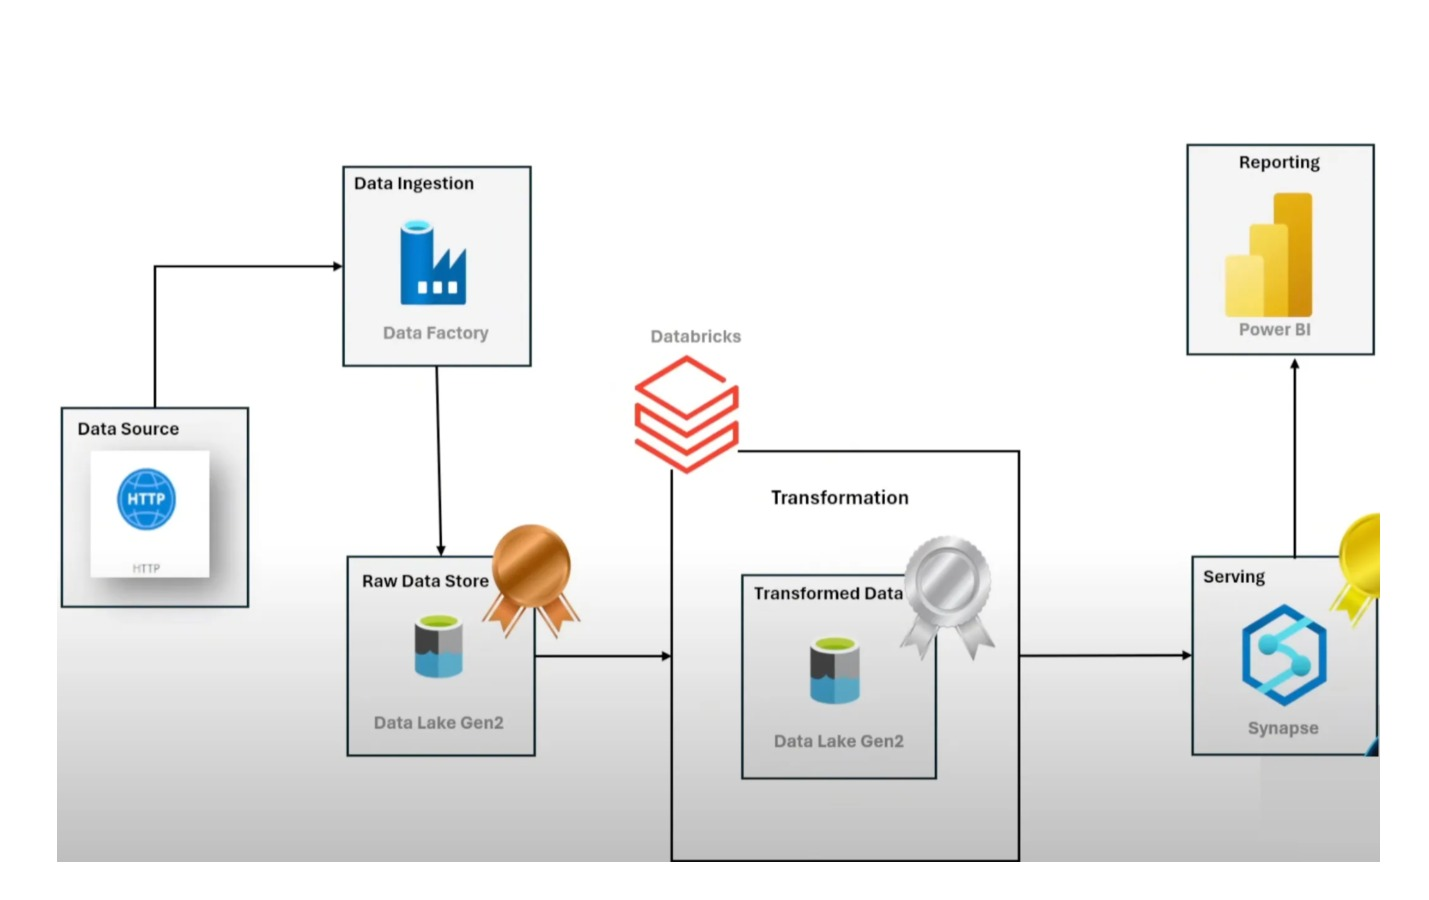 Data Source
HTTP
HTTP
Data Ingestion
Data Factory
Raw Data Store
Data Lake Gen2
Databricks
Transformation
Transformed Data
Data Lake Gen2
Serving
Synapse
Reporting
Power BI